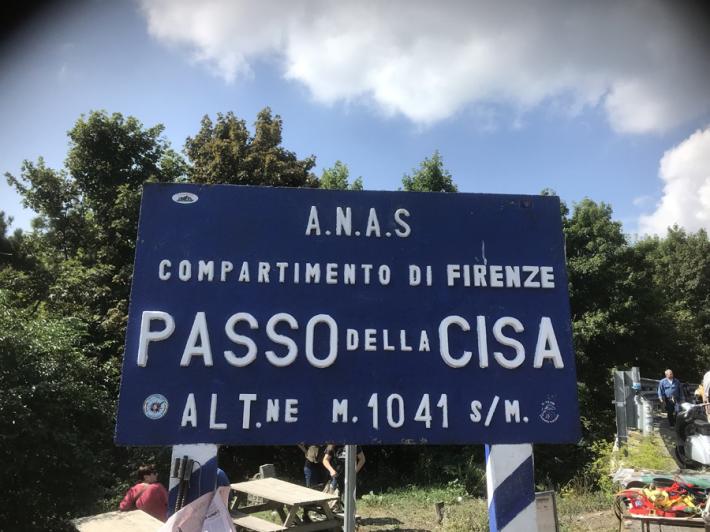 A.N.A.S
COMPARTIMENTO DI FIRENZE
PASSO DELLA CISA
ALT.NE M. 1041 S/M.